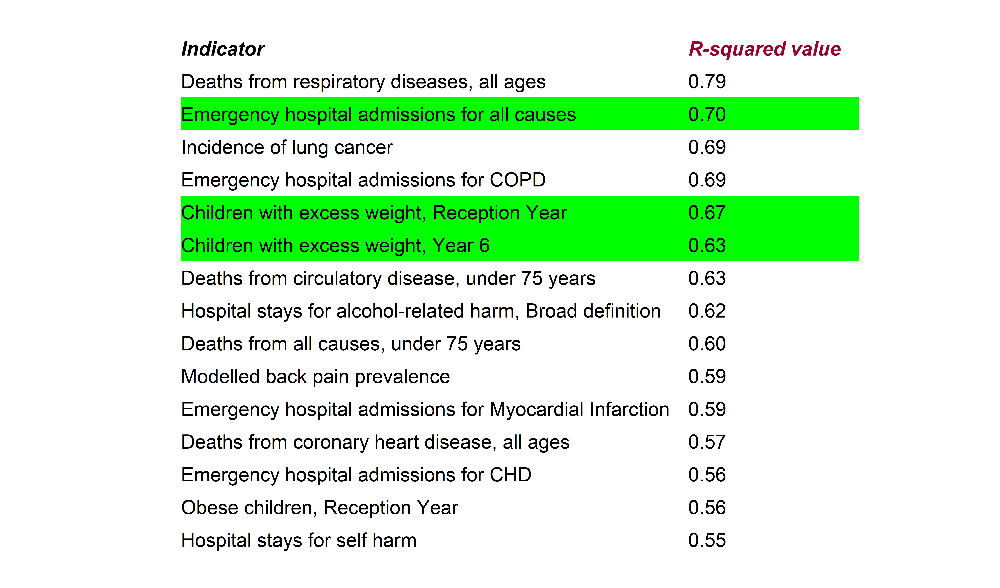 Indicator R-squared value
Deaths from respiratory diseases, all ages 0.79
Emergency hospital admissions for all causes 0.70
Incidence of lung cancer 0.69
Emergency hospital admissions for COPD 0.69
Children with excess weight, Reception Year 0.67
Children with excess weight, Year 6 0.63
Deaths from circulatory disease, under 75 years 0.63
Hospital stays for alcohol-related harm, Broad definition 0.62
Deaths from all causes, under 75 years 0.60
Modelled back pain prevalence 0.59
Emergency hospital admissions for Myocardial Infarction 0.59
Deaths from coronary heart disease, all ages 0.57
Emergency hospital admissions for CHD 0.56
Obese children, Reception Year 0.56
Hospital stays for self harm 0.55